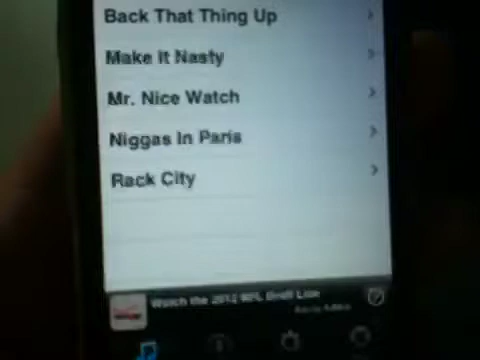 Back That Thing Up
Make It Nasty
Mr. Nice Watch
Niggas In Paris
Rack City
Watch the 2012 NFL Draft Live